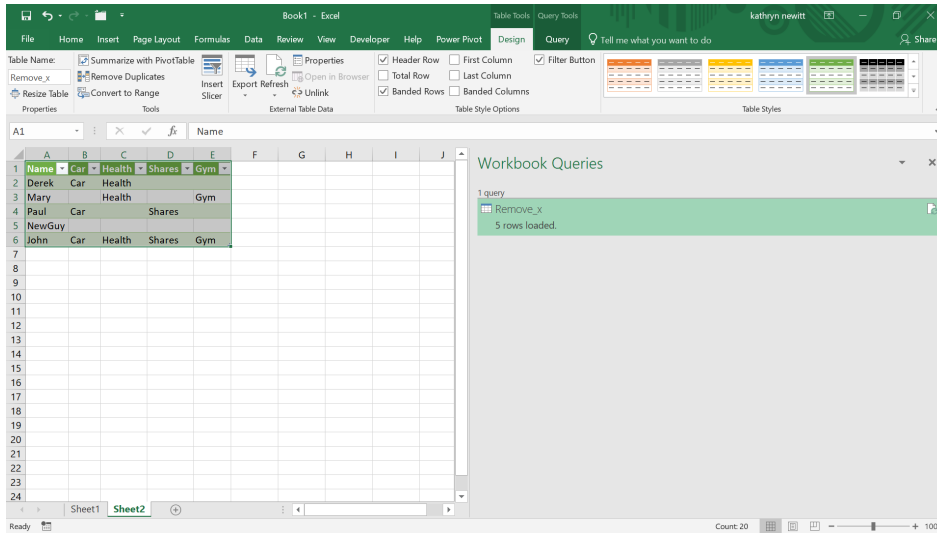 Book1 - Excel
Table Tools Query Tools
kathryn newitt
File Home Insert Page Layout Formulas Data Review View Developer Help Power Pivot Design Query Tell me what you want to do Share
Table Name:
Remove_x
Resize Table
Properties
Summarize with PivotTable
Remove Duplicates
Convert to Range
Tools
Insert Slicer
Export Refresh
Properties
Open in Browser
Unlink
External Table Data
Header Row First Column Filter Button
Total Row Last Column
Banded Rows Banded Columns
Table Style Options
Table Styles
A1 fx Name
A B C D E F G H I J
1 Name Car Health Shares Gym
2 Derek Car Health
3 Mary Health Gym
4 Paul Car Shares
5 NewGuy
6 John Car Health Shares Gym
7
8
9
10
11
12
13
14
15
16
17
18
19
20
21
22
23
24
Workbook Queries
1 query
Remove_x
5 rows loaded.
Sheet1 Sheet2
Ready Count: 20 100